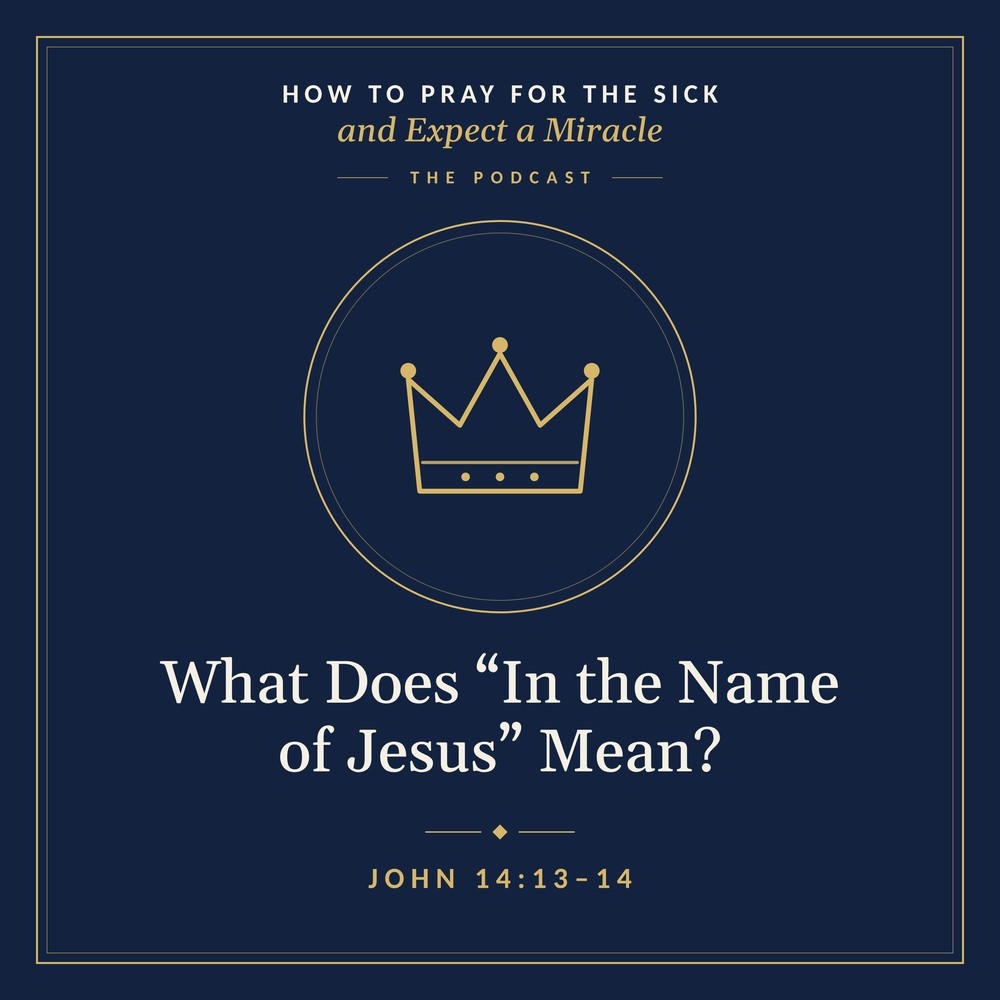 HOW TO PRAY FOR THE SICK
and Expect a Miracle
THE PODCAST
What Does “In the Name
of Jesus” Mean?
JOHN 14:13–14